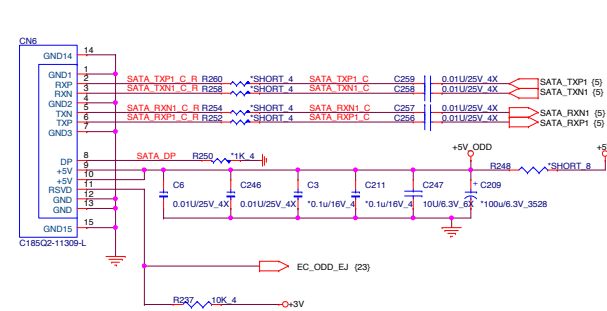 CN6
GND14 14
GND1 1
RXP 2 SATA_TXP1_C_R R260 *SHORT_4 SATA_TXP1_C C259 0.01U/25V_4X SATA_TXP1 {5}
RXN 3 SATA_TXN1_C_R R258 *SHORT_4 SATA_TXN1_C C258 0.01U/25V_4X SATA_TXN1 {5}
GND2 4
TXN 5 SATA_RXN1_C_R R254 *SHORT_4 SATA_RXN1_C C257 0.01U/25V_4X SATA_RXN1 {5}
TXP 6 SATA_RXP1_C_R R252 *SHORT_4 SATA_RXP1_C C256 0.01U/25V_4X SATA_RXP1 {5}
GND3 7
+5V_ODD
DP 8 SATA_DP R250 *1K_4
+5V 9 R248 *SHORT_8
+5V 10
RSVD 11
GND 12
GND 13
GND15 15
C6 C246 C3 C211 C247 + C209
0.01U/25V_4X 0.01U/25V_4X *0.1u/16V_4 *0.1u/16V_4 10U/6.3V_6X *100u/6.3V_3528
C185Q2-11309-L
EC_ODD_EJ {23}
R237 10K_4 +3V